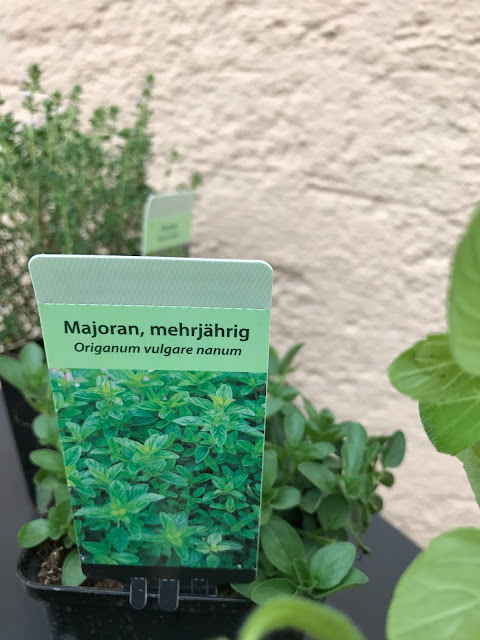 Majoran, mehrjährig
Origanum vulgare nanum